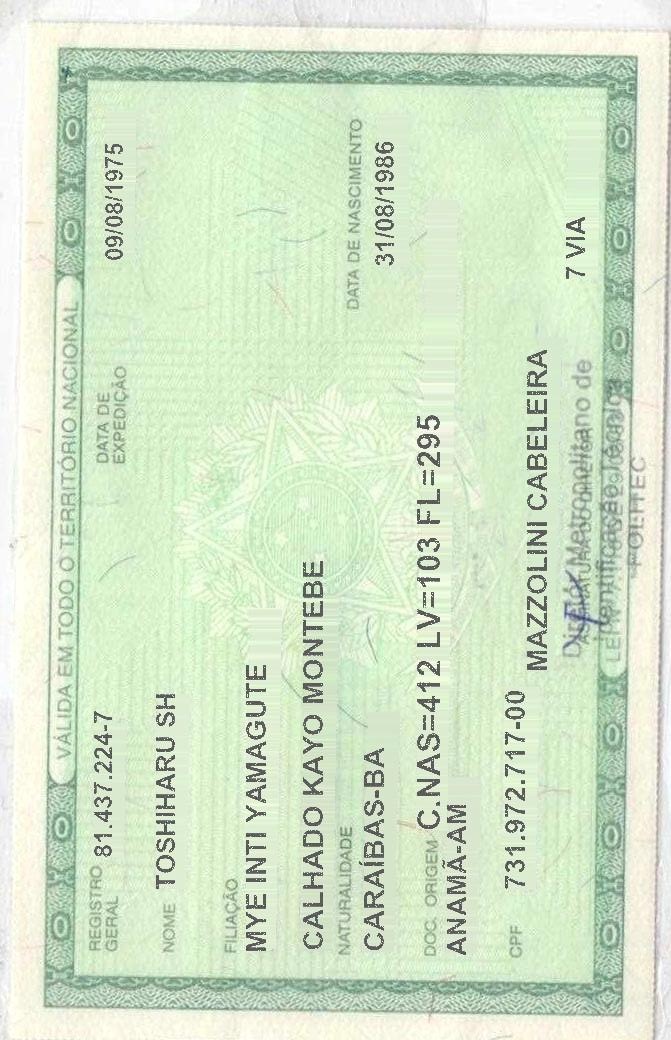 VÁLIDA EM TODO O TERRITÓRIO NACIONAL
REGISTRO GERAL 81.437.224-7 DATA DE EXPEDIÇÃO 09/08/1975
NOME TOSHIHARU SH
FILIAÇÃO
MYE INTI YAMAGUTE
CALHADO KAYO MONTEBE
NATURALIDADE DATA DE NASCIMENTO
CARAÍBAS-BA 31/08/1986
DOC. ORIGEM C.NAS=412 LV=103 FL=295
ANAMÃ-AM
CPF 731.972.717-00
MAZZOLINI CABELEIRA 7 VIA
Metropolitano de
Identificação Técnica
POLITEC